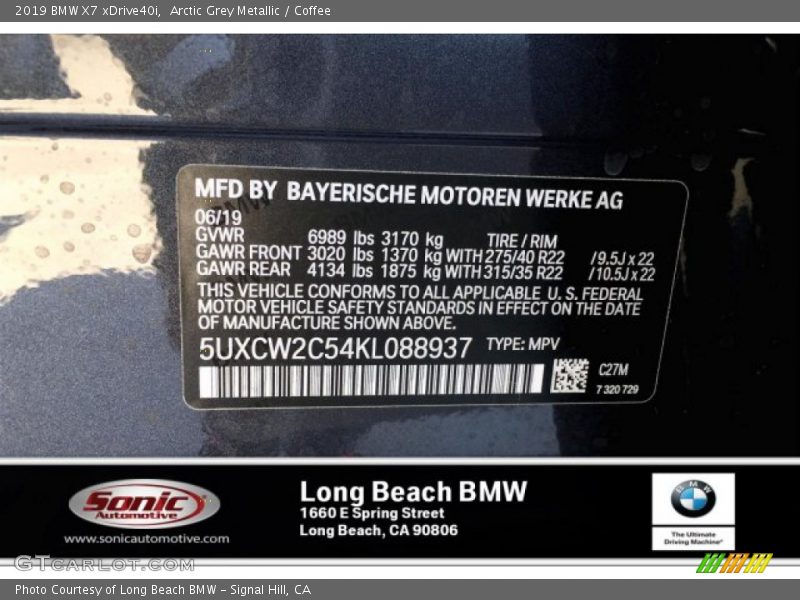 2019 BMW X7 xDrive40i,  Arctic Grey Metallic / Coffee
MFD BY BAYERISCHE MOTOREN WERKE AG
06/19
GVWR 6989 lbs 3170 kg TIRE / RIM
GAWR FRONT 3020 lbs 1370 kg WITH 275/40 R22 /9.5J x 22
GAWR REAR 4134 lbs 1875 kg WITH 315/35 R22 /10.5J x 22
THIS VEHICLE CONFORMS TO ALL APPLICABLE U. S. FEDERAL
MOTOR VEHICLE SAFETY STANDARDS IN EFFECT ON THE DATE
OF MANUFACTURE SHOWN ABOVE.
5UXCW2C54KL088937 TYPE: MPV
C27M
7 320 729
Sonic
Automotive
www.sonicautomotive.com
Long Beach BMW
1660 E Spring Street
Long Beach, CA 90806
BMW
The Ultimate
Driving Machine®
GTcarlot.com
Photo Courtesy of Long Beach BMW - Signal Hill, CA